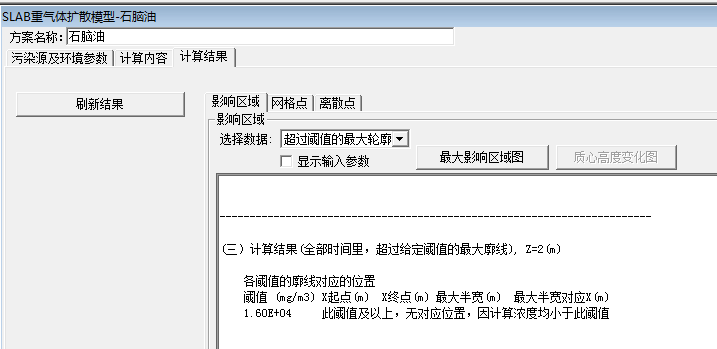 SLAB重气体扩散模型-石脑油
方案名称: 石脑油
污染源及环境参数 计算内容 计算结果
刷新结果
影响区域 网格点 离散点
影响区域
选择数据: 超过阈值的最大轮廓
显示输入参数
最大影响区域图 质心高度变化图
------------------------------------------------------------------------
(三) 计算结果(全部时间里，超过给定阈值的最大廓线), Z=2(m)
各阈值的廓线对应的位置
阈值 (mg/m3) X起点(m) X终点(m) 最大半宽(m) 最大半宽对应X(m)
1.60E+04 此阈值及以上，无对应位置，因计算浓度均小于此阈值